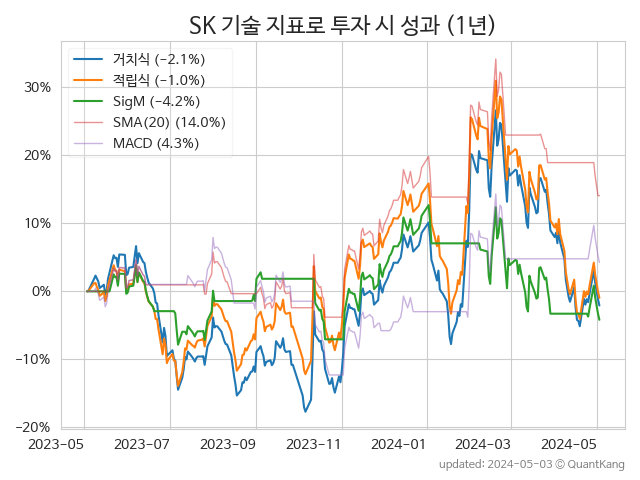 SK 기술 지표로 투자 시 성과 (1년)
거치식 (−2.1%)
적립식 (−1.0%)
SigM (−4.2%)
SMA(20) (14.0%)
MACD (4.3%)
30%
20%
10%
0%
−10%
−20%
2023-05
2023-07
2023-09
2023-11
2024-01
2024-03
2024-05
updated: 2024-05-03 ⓒ QuantKang